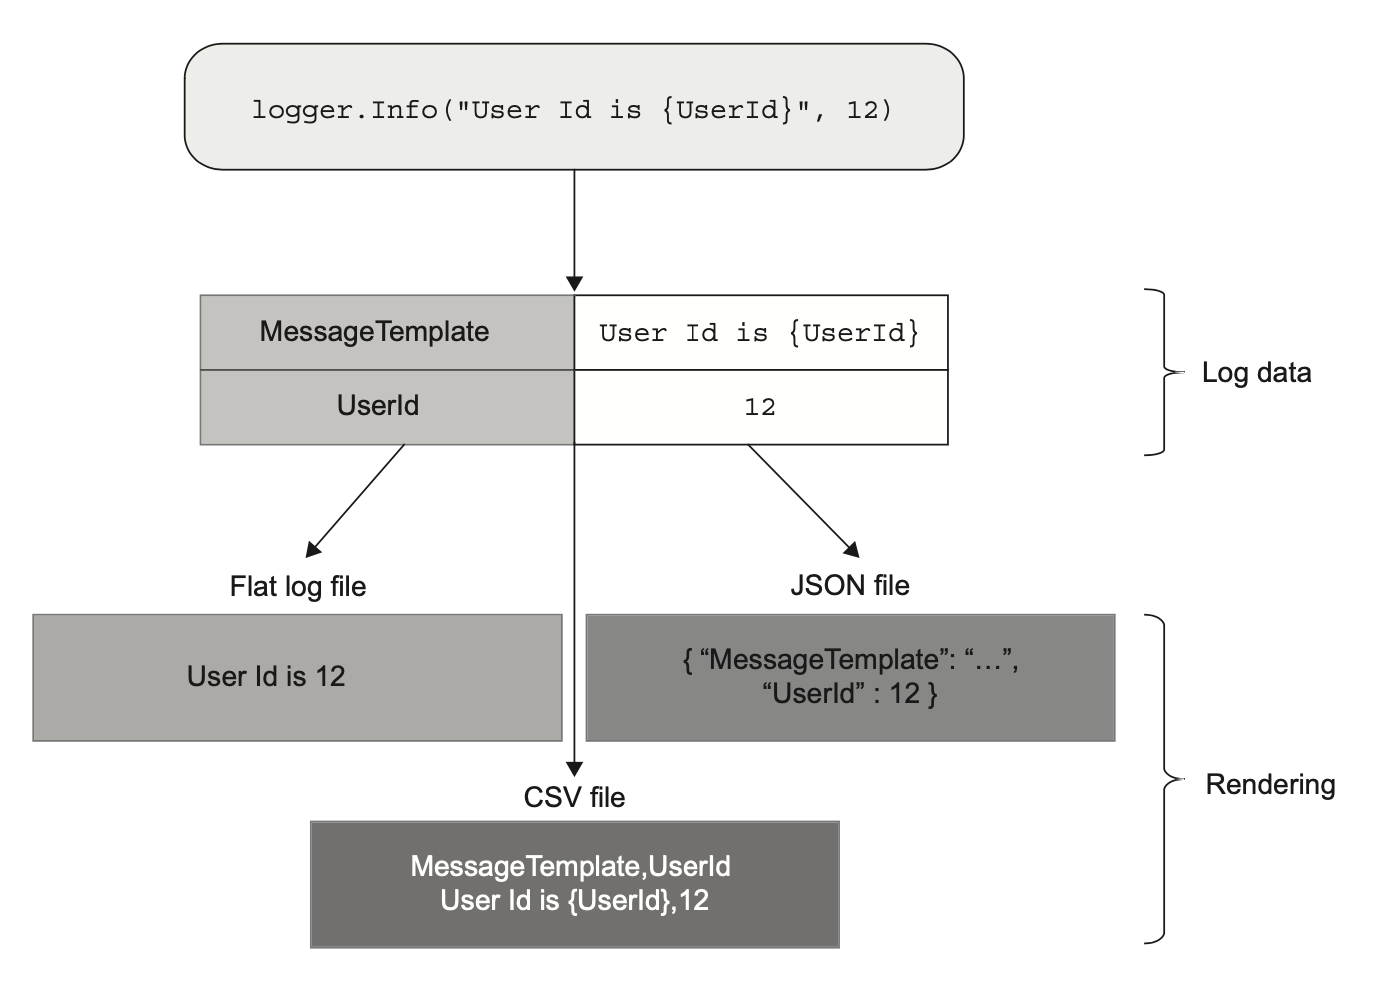 logger.Info("User Id is {UserId}", 12)
MessageTemplate
User Id is {UserId}
UserId
12
Log data
Flat log file
JSON file
User Id is 12
{ “MessageTemplate”: “…”,
“UserId” : 12 }
Rendering
CSV file
MessageTemplate,UserId
User Id is {UserId},12